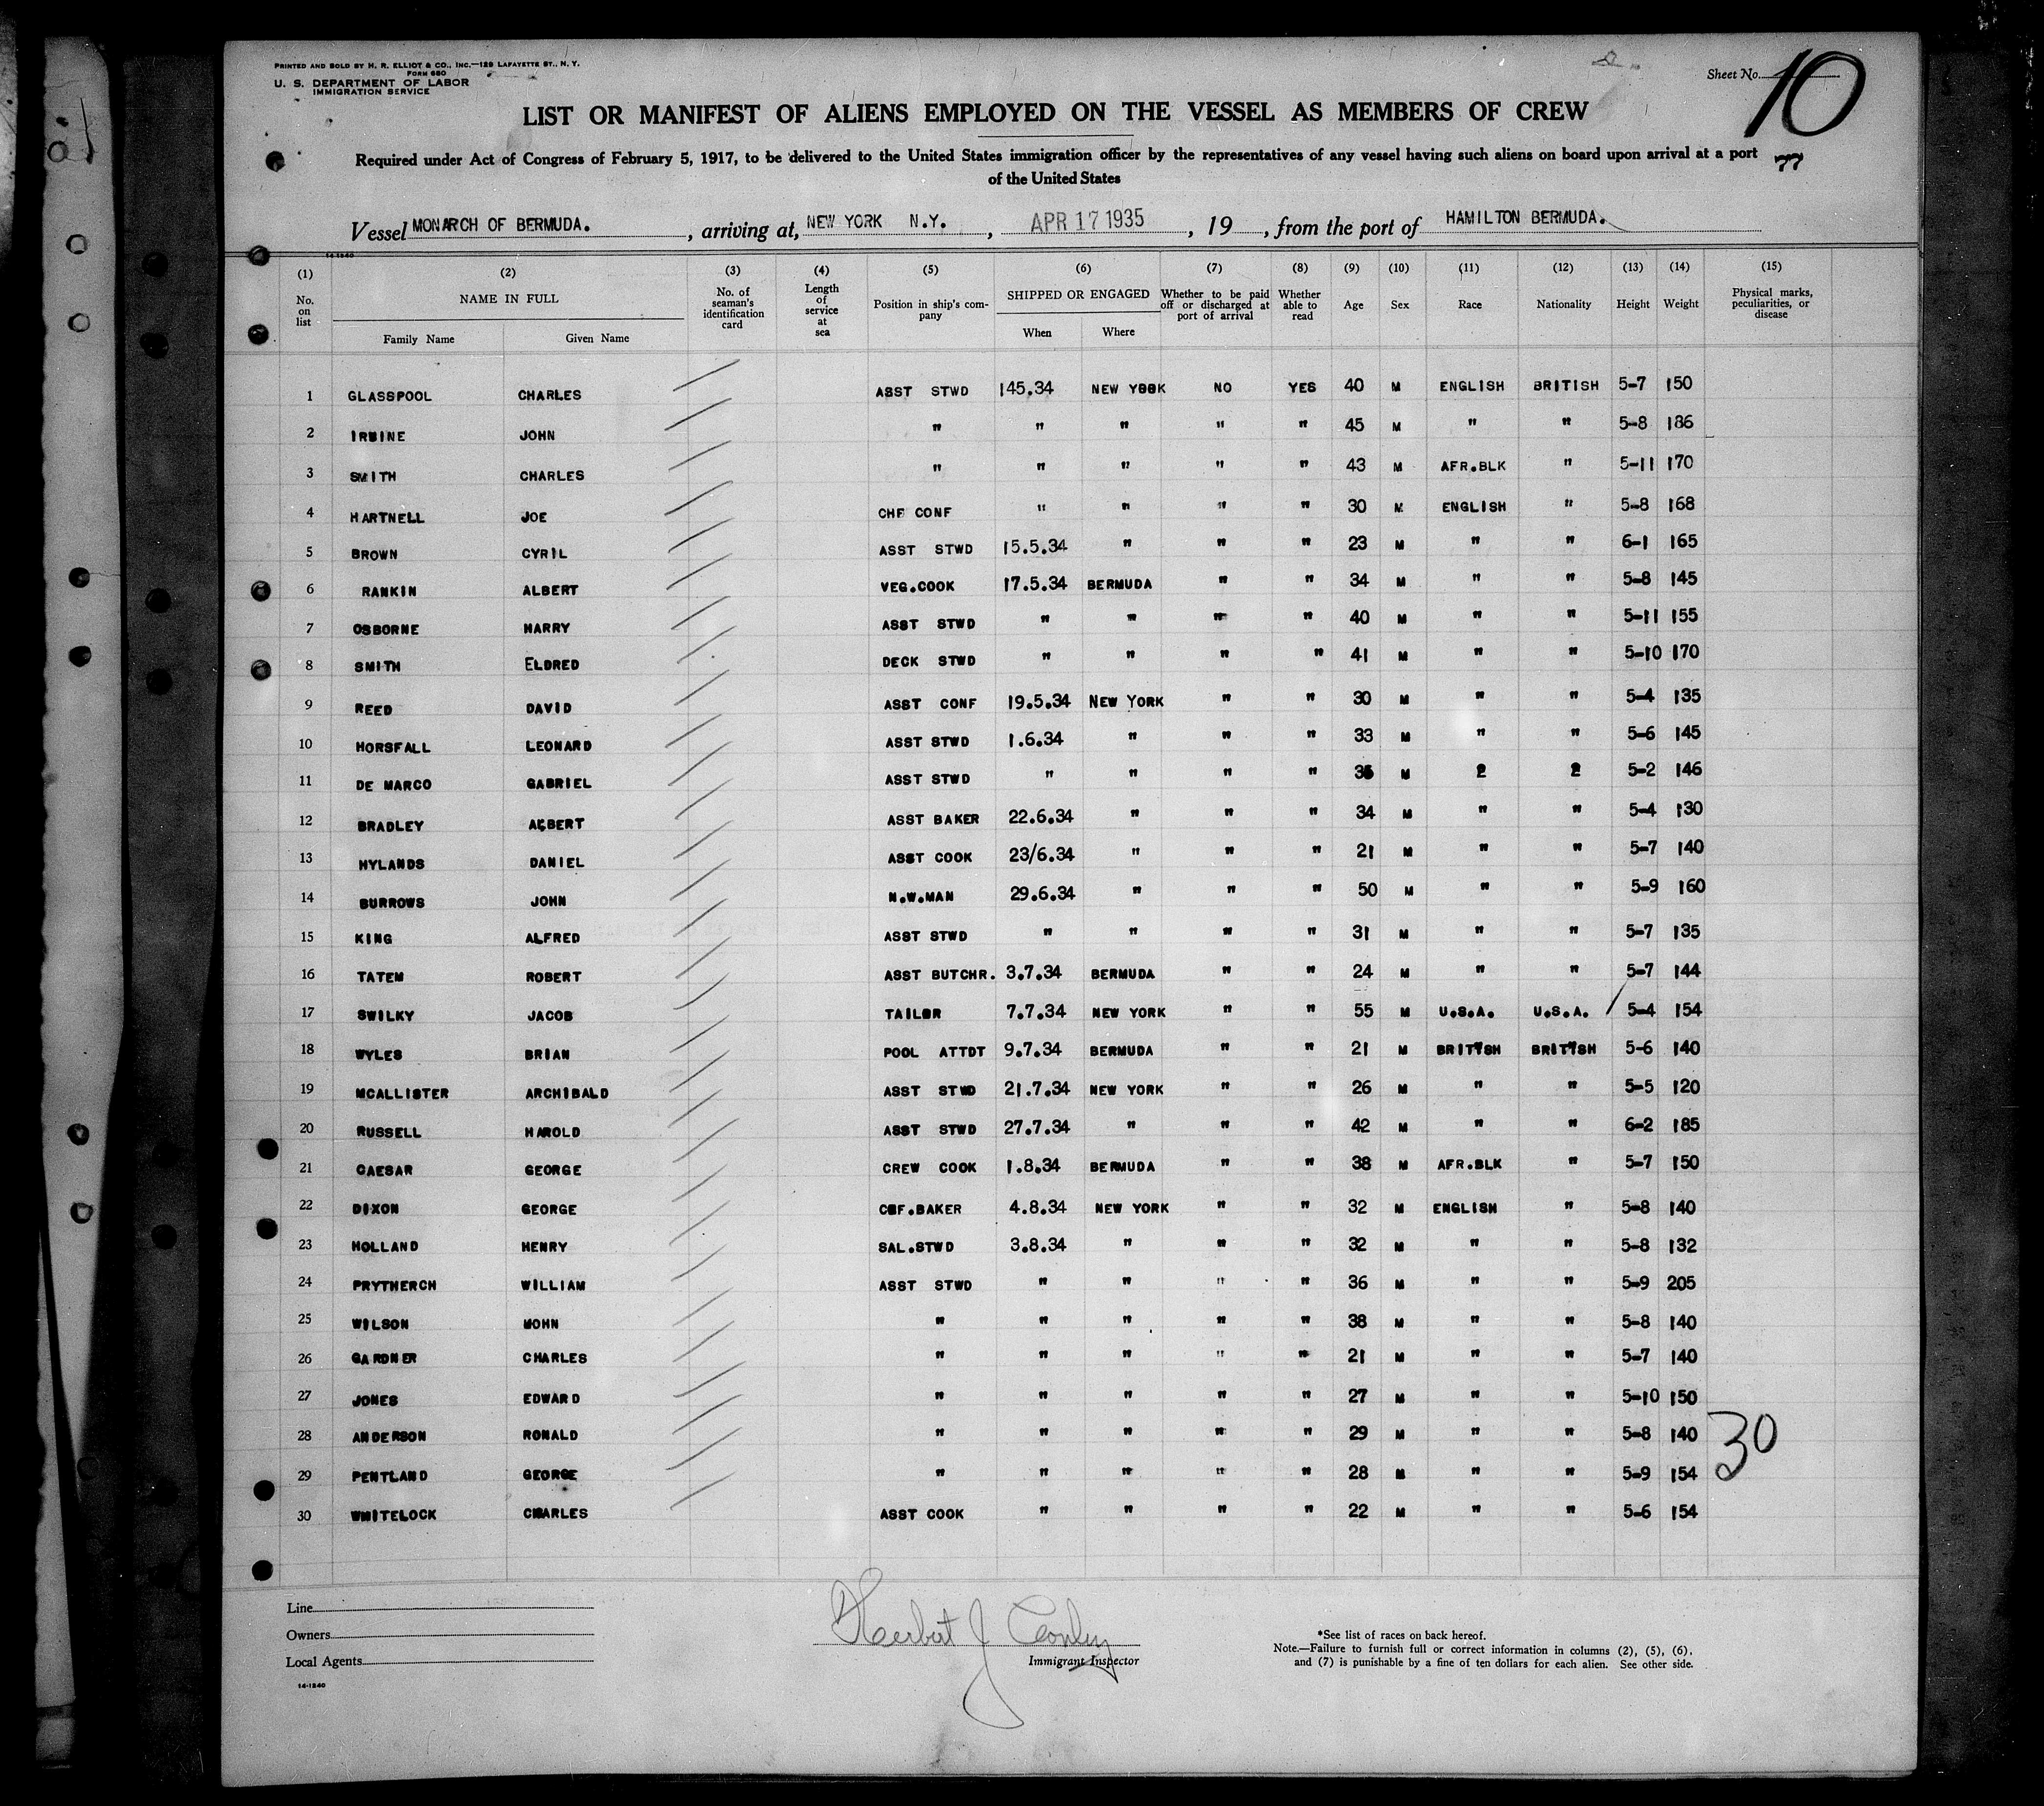 PRINTED AND SOLD BY H. R. ELLIOT & CO., INC.—129 LAFAYETTE ST., N. Y.
FORM 680
U. S. DEPARTMENT OF LABOR
IMMIGRATION SERVICE
Sheet No. 10
LIST OR MANIFEST OF ALIENS EMPLOYED ON THE VESSEL AS MEMBERS OF CREW
Required under Act of Congress of February 5, 1917, to be delivered to the United States immigration officer by the representatives of any vessel having such aliens on board upon arrival at a port
of the United States
77
Vessel MONARCH OF BERMUDA. , arriving at, NEW YORK N.Y. , APR 17 1935 , 19 , from the port of HAMILTON BERMUDA.
14-1240
(1) (2) (3) (4) (5) (6) (7) (8) (9) (10) (11) (12) (13) (14) (15)
No. on list NAME IN FULL Family Name Given Name No. of seaman's identification card Length of service at sea Position in ship's company SHIPPED OR ENGAGED When Where Whether to be paid off or discharged at port of arrival Whether able to read Age Sex Race Nationality Height Weight Physical marks, peculiarities, or disease
1 GLASSPOOL CHARLES ASST STWD 145.34 NEW YORK NO YES 40 M ENGLISH BRITISH 5-7 150
2 IRVINE JOHN " " " " " 45 M " " 5-8 186
3 SMITH CHARLES " " " " " 43 M AFR.BLK " 5-11 170
4 HARTNELL JOE CHF CONF " " " " 30 M ENGLISH " 5-8 168
5 BROWN CYRIL ASST STWD 15.5.34 " " " 23 M " " 6-1 165
6 RANKIN ALBERT VEG.COOK 17.5.34 BERMUDA " " 34 M " " 5-8 145
7 OSBORNE HARRY ASST STWD " " " " 40 M " " 5-11 155
8 SMITH ELDRED DECK STWD " " " " 41 M " " 5-10 170
9 REED DAVID ASST CONF 19.5.34 NEW YORK " " 30 M " " 5-4 135
10 HORSFALL LEONARD ASST STWD 1.6.34 " " " 33 M " " 5-6 145
11 DE MARCO GABRIEL ASST STWD " " " " 35 M 2 2 5-2 146
12 BRADLEY ALBERT ASST BAKER 22.6.34 " " " 34 M " " 5-4 130
13 HYLANDS DANIEL ASST COOK 23/6.34 " " " 21 M " " 5-7 140
14 BURROWS JOHN N.W.MAN 29.6.34 " " " 50 M " " 5-9 160
15 KING ALFRED ASST STWD " " " " 31 M " " 5-7 135
16 TATEM ROBERT ASST BUTCHR. 3.7.34 BERMUDA " " 24 M " " 5-7 144
17 SWILKY JACOB TAILOR 7.7.34 NEW YORK " " 55 M U.S.A. U.S.A. 5-4 154
18 WYLES BRIAN POOL ATTDT 9.7.34 BERMUDA " " 21 M BRITISH BRITISH 5-6 140
19 MCALLISTER ARCHIBALD ASST STWD 21.7.34 NEW YORK " " 26 M " " 5-5 120
20 RUSSELL HAROLD ASST STWD 27.7.34 " " " 42 M " " 6-2 185
21 CAESAR GEORGE CREW COOK 1.8.34 BERMUDA " " 38 M AFR.BLK " 5-7 150
22 DIXON GEORGE CHF.BAKER 4.8.34 NEW YORK " " 32 M ENGLISH " 5-8 140
23 HOLLAND HENRY SAL.STWD 3.8.34 " " " 32 M " " 5-8 132
24 PRYTHERCH WILLIAM ASST STWD " " " " 36 M " " 5-9 205
25 WILSON MOHN " " " " " 38 M " " 5-8 140
26 GARDNER CHARLES " " " " " 21 M " " 5-7 140
27 JONES EDWARD " " " " " 27 M " " 5-10 150
28 ANDERSON RONALD " " " " " 29 M " " 5-8 140
30
29 PENTLAND GEORGE " " " " " 28 M " " 5-9 154
30 WHITELOCK CHARLES ASST COOK " " " " 22 M " " 5-6 154
Line
Owners
Local Agents
14-1240
Herbert J Conley
Immigrant Inspector
*See list of races on back hereof.
Note.—Failure to furnish full or correct information in columns (2), (5), (6),
and (7) is punishable by a fine of ten dollars for each alien. See other side.